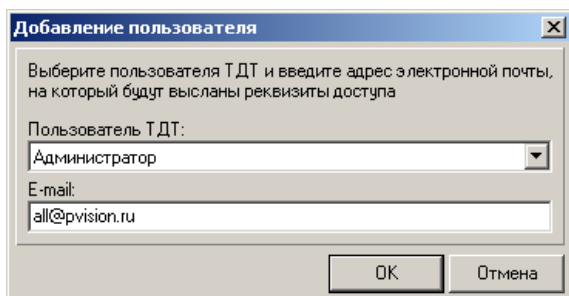 Добавление пользователя
Выберите пользователя ТДТ и введите адрес электронной почты,
на который будут высланы реквизиты доступа
Пользователь ТДТ:
Администратор
E-mail:
all@pvision.ru
OK
Отмена